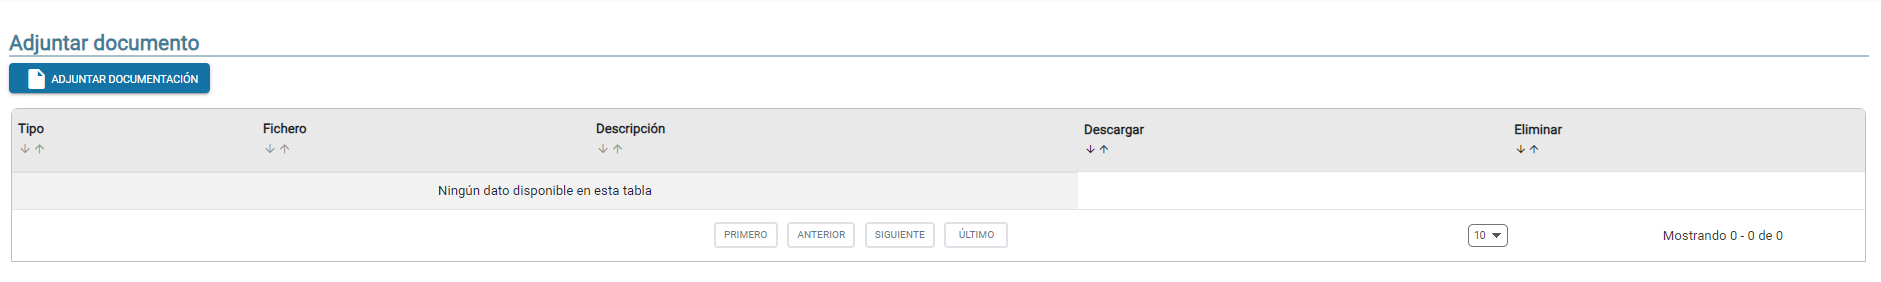 Adjuntar documento
ADJUNTAR DOCUMENTACIÓN
Tipo Fichero Descripción Descargar Eliminar
Ningún dato disponible en esta tabla
PRIMERO ANTERIOR SIGUIENTE ÚLTIMO 10 Mostrando 0 - 0 de 0